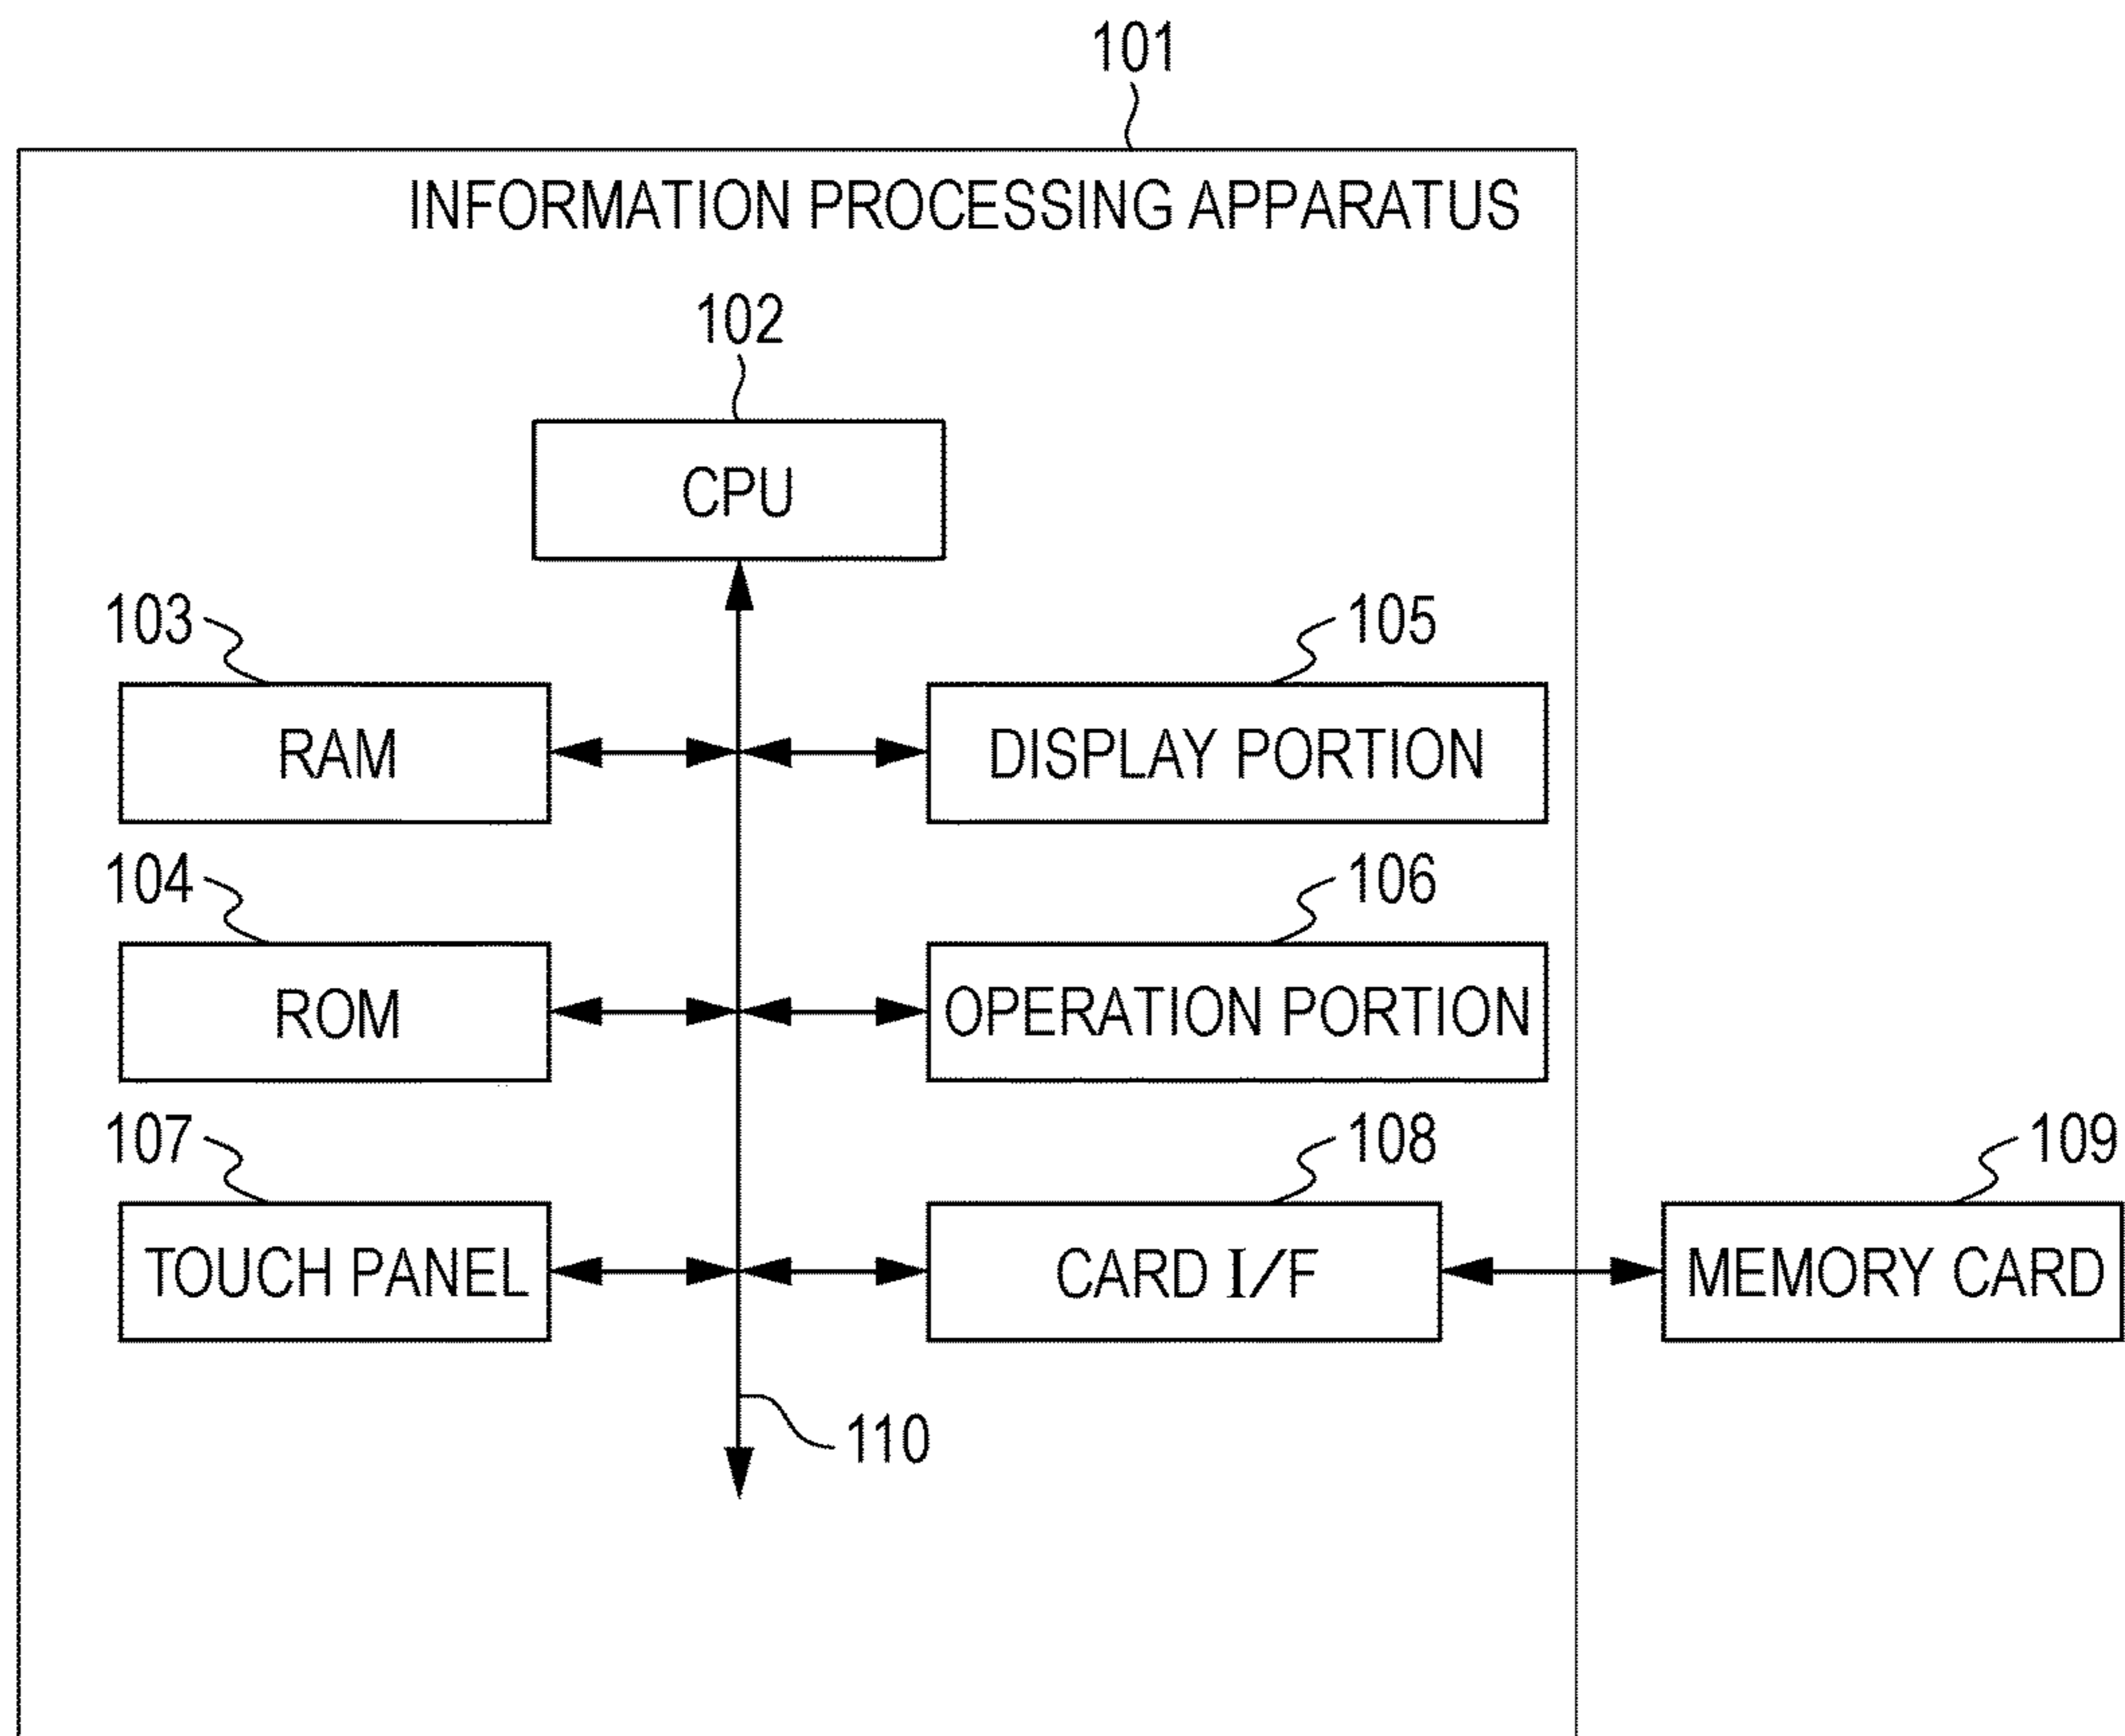 101
INFORMATION PROCESSING APPARATUS
102
CPU
103
105
RAM
DISPLAY PORTION
104
106
ROM
OPERATION PORTION
107
108
109
TOUCH PANEL
CARD I/F
MEMORY CARD
110